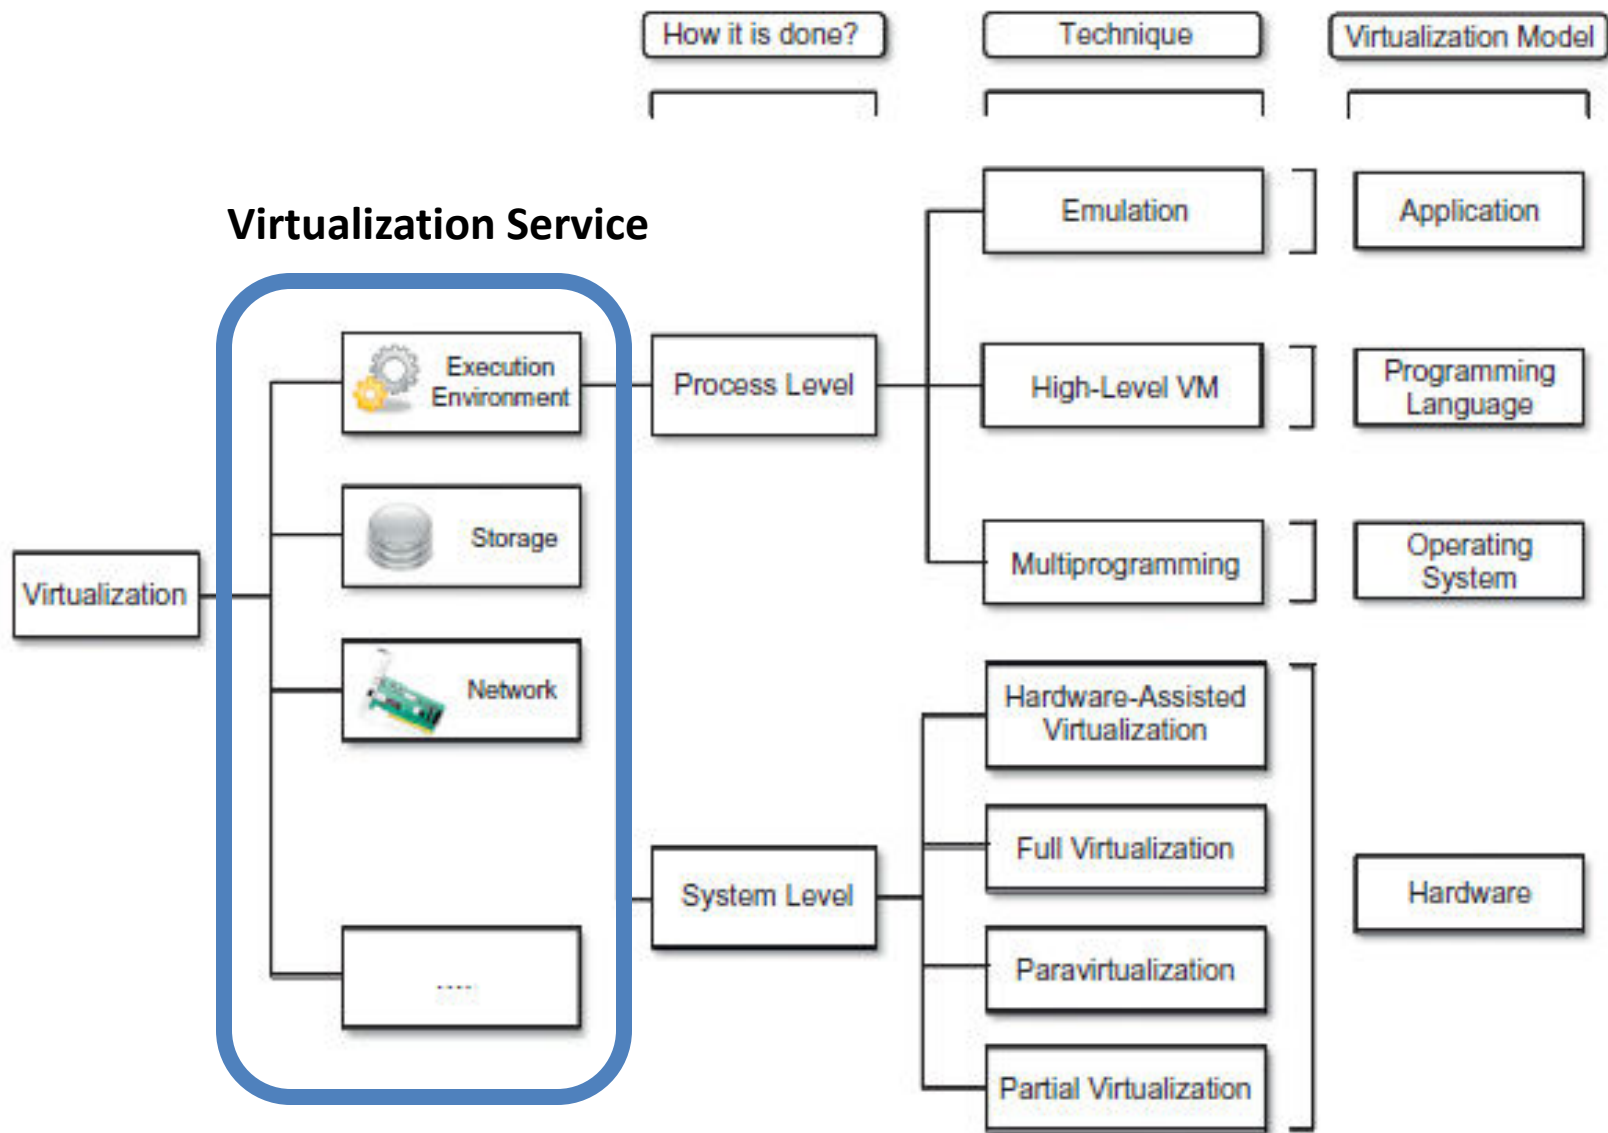 How it is done?
Technique
Virtualization Model
Virtualization Service
Emulation
Application
Execution
Environment
Process Level
High-Level VM
Programming
Language
Storage
Multiprogramming
Operating
System
Virtualization
Network
Hardware-Assisted
Virtualization
Full Virtualization
System Level
Hardware
Paravirtualization
.....
Partial Virtualization